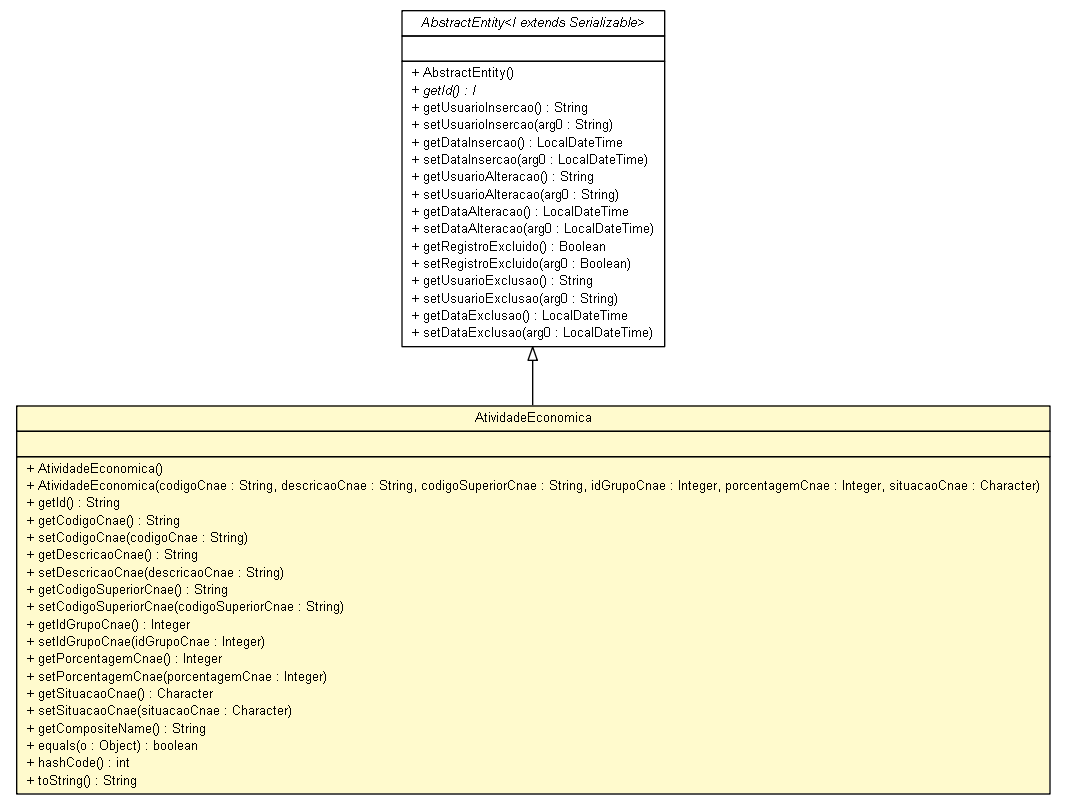 AbstractEntity<I extends Serializable>
+ AbstractEntity()
+ getId() : I
+ getUsuarioInsercao() : String
+ setUsuarioInsercao(arg0 : String)
+ getDataInsercao() : LocalDateTime
+ setDataInsercao(arg0 : LocalDateTime)
+ getUsuarioAlteracao() : String
+ setUsuarioAlteracao(arg0 : String)
+ getDataAlteracao() : LocalDateTime
+ setDataAlteracao(arg0 : LocalDateTime)
+ getRegistroExcluido() : Boolean
+ setRegistroExcluido(arg0 : Boolean)
+ getUsuarioExclusao() : String
+ setUsuarioExclusao(arg0 : String)
+ getDataExclusao() : LocalDateTime
+ setDataExclusao(arg0 : LocalDateTime)
AtividadeEconomica
+ AtividadeEconomica()
+ AtividadeEconomica(codigoCnae : String, descricaoCnae : String, codigoSuperiorCnae : String, idGrupoCnae : Integer, porcentagemCnae : Integer, situacaoCnae : Character)
+ getId() : String
+ getCodigoCnae() : String
+ setCodigoCnae(codigoCnae : String)
+ getDescricaoCnae() : String
+ setDescricaoCnae(descricaoCnae : String)
+ getCodigoSuperiorCnae() : String
+ setCodigoSuperiorCnae(codigoSuperiorCnae : String)
+ getIdGrupoCnae() : Integer
+ setIdGrupoCnae(idGrupoCnae : Integer)
+ getPorcentagemCnae() : Integer
+ setPorcentagemCnae(porcentagemCnae : Integer)
+ getSituacaoCnae() : Character
+ setSituacaoCnae(situacaoCnae : Character)
+ getCompositeName() : String
+ equals(o : Object) : boolean
+ hashCode() : int
+ toString() : String